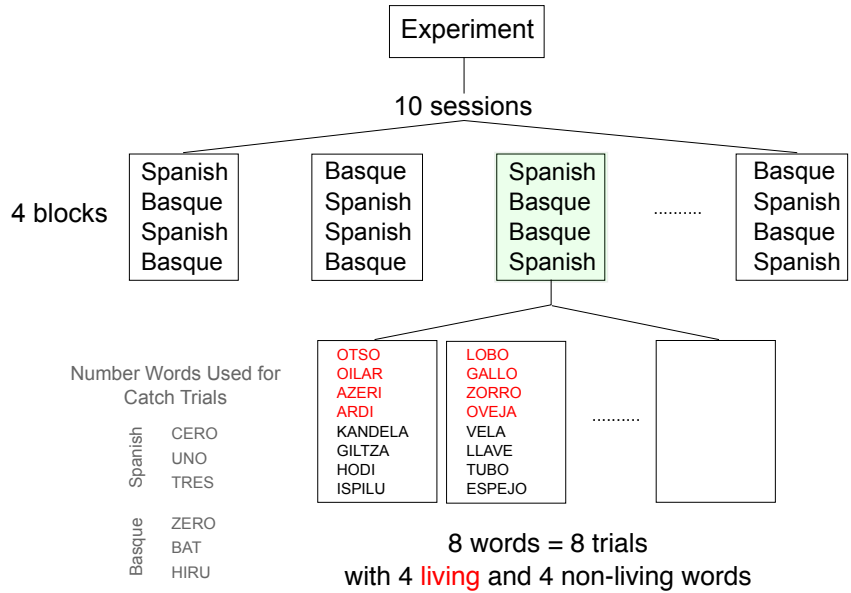 Experiment
10 sessions
4 blocks
Spanish
Basque
Spanish
Basque
Basque
Spanish
Spanish
Basque
Spanish
Basque
Basque
Spanish
..........
Basque
Spanish
Basque
Spanish
Number Words Used for
Catch Trials
Spanish
CERO
UNO
TRES
Basque
ZERO
BAT
HIRU
OTSO
OILAR
AZERI
ARDI
KANDELA
GILTZA
HODI
ISPILU
LOBO
GALLO
ZORRO
OVEJA
VELA
LLAVE
TUBO
ESPEJO
..........
8 words = 8 trials
with 4 living and 4 non-living words